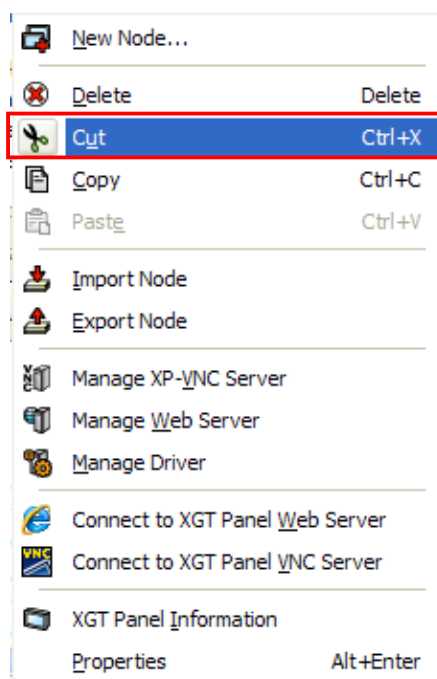 New Node...
Delete Delete
Cut Ctrl+X
Copy Ctrl+C
Paste Ctrl+V
Import Node
Export Node
VNC Manage XP-VNC Server
Manage Web Server
Manage Driver
Connect to XGT Panel Web Server
VNC Connect to XGT Panel VNC Server
XGT Panel Information
Properties Alt+Enter